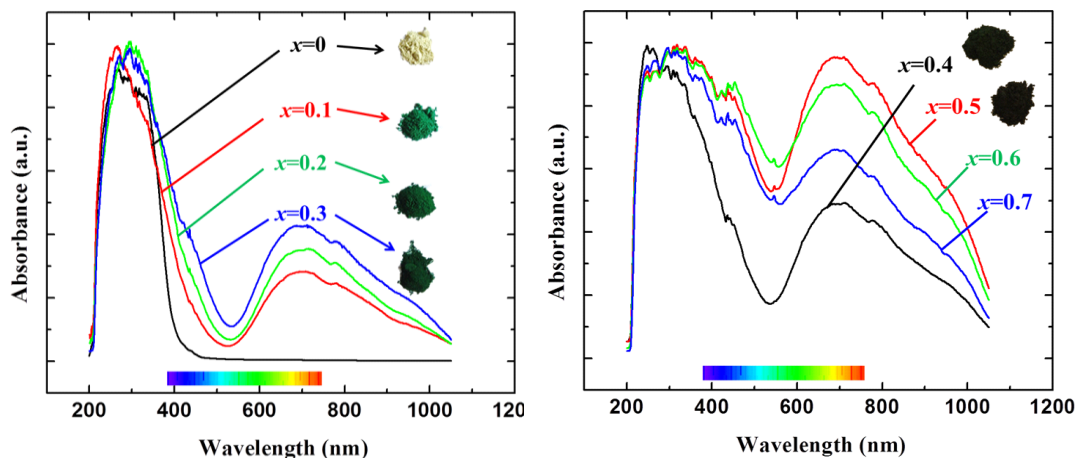 x=0
x=0.1
x=0.2
x=0.3
Absorbance (a.u.)
200 400 600 800 1000 1200
Wavelength (nm)
x=0.4
x=0.5
x=0.6
x=0.7
Absorbance (a.u.)
200 400 600 800 1000 1200
Wavelength (nm)